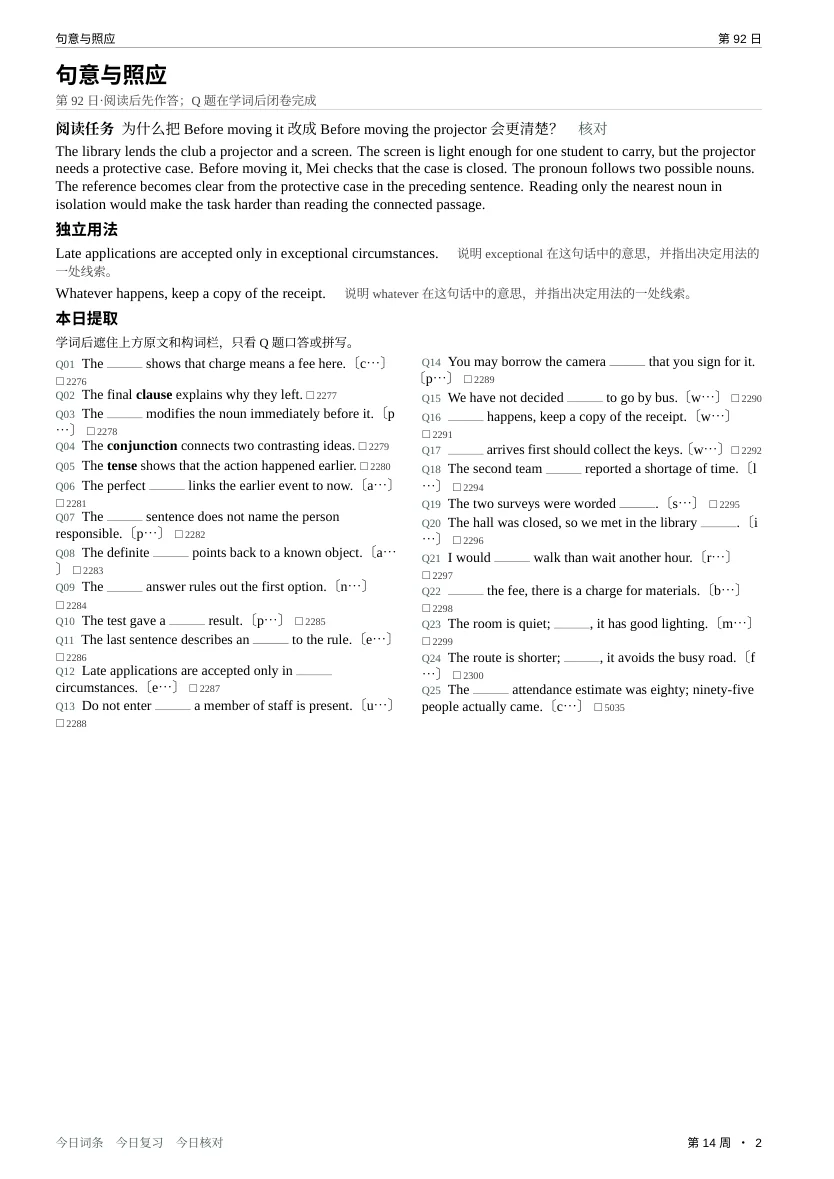 句意与照应 第 92 日
句意与照应
第 92 日·阅读后先作答；Q 题在学词后闭卷完成
阅读任务 为什么把 Before moving it 改成 Before moving the projector 会更清楚？ 核对
The library lends the club a projector and a screen. The screen is light enough for one student to carry, but the projector
needs a protective case. Before moving it, Mei checks that the case is closed. The pronoun follows two possible nouns.
The reference becomes clear from the protective case in the preceding sentence. Reading only the nearest noun in
isolation would make the task harder than reading the connected passage.
独立用法
Late applications are accepted only in exceptional circumstances. 说明 exceptional 在这句话中的意思，并指出决定用法的
一处线索。
Whatever happens, keep a copy of the receipt. 说明 whatever 在这句话中的意思，并指出决定用法的一处线索。
本日提取
学词后遮住上方原文和构词栏，只看 Q 题口答或拼写。
Q01 The _____ shows that charge means a fee here.〔c…〕
□ 2276
Q02 The final clause explains why they left. □ 2277
Q03 The _____ modifies the noun immediately before it.〔p
…〕 □ 2278
Q04 The conjunction connects two contrasting ideas. □ 2279
Q05 The tense shows that the action happened earlier. □ 2280
Q06 The perfect _____ links the earlier event to now.〔a…〕
□ 2281
Q07 The _____ sentence does not name the person
responsible.〔p…〕 □ 2282
Q08 The definite _____ points back to a known object.〔a…
〕 □ 2283
Q09 The _____ answer rules out the first option.〔n…〕
□ 2284
Q10 The test gave a _____ result.〔p…〕 □ 2285
Q11 The last sentence describes an _____ to the rule.〔e…〕
□ 2286
Q12 Late applications are accepted only in _____
circumstances.〔e…〕 □ 2287
Q13 Do not enter _____ a member of staff is present.〔u…〕
□ 2288
Q14 You may borrow the camera _____ that you sign for it.
〔p…〕 □ 2289
Q15 We have not decided _____ to go by bus.〔w…〕 □ 2290
Q16 _____ happens, keep a copy of the receipt.〔w…〕
□ 2291
Q17 _____ arrives first should collect the keys.〔w…〕 □ 2292
Q18 The second team _____ reported a shortage of time.〔l
…〕 □ 2294
Q19 The two surveys were worded _____.〔s…〕 □ 2295
Q20 The hall was closed, so we met in the library _____.〔i
…〕 □ 2296
Q21 I would _____ walk than wait another hour.〔r…〕
□ 2297
Q22 _____ the fee, there is a charge for materials.〔b…〕
□ 2298
Q23 The room is quiet; _____, it has good lighting.〔m…〕
□ 2299
Q24 The route is shorter; _____, it avoids the busy road.〔f
…〕 □ 2300
Q25 The _____ attendance estimate was eighty; ninety-five
people actually came.〔c…〕 □ 5035
今日词条 今日复习 今日核对 第 14 周 · 2